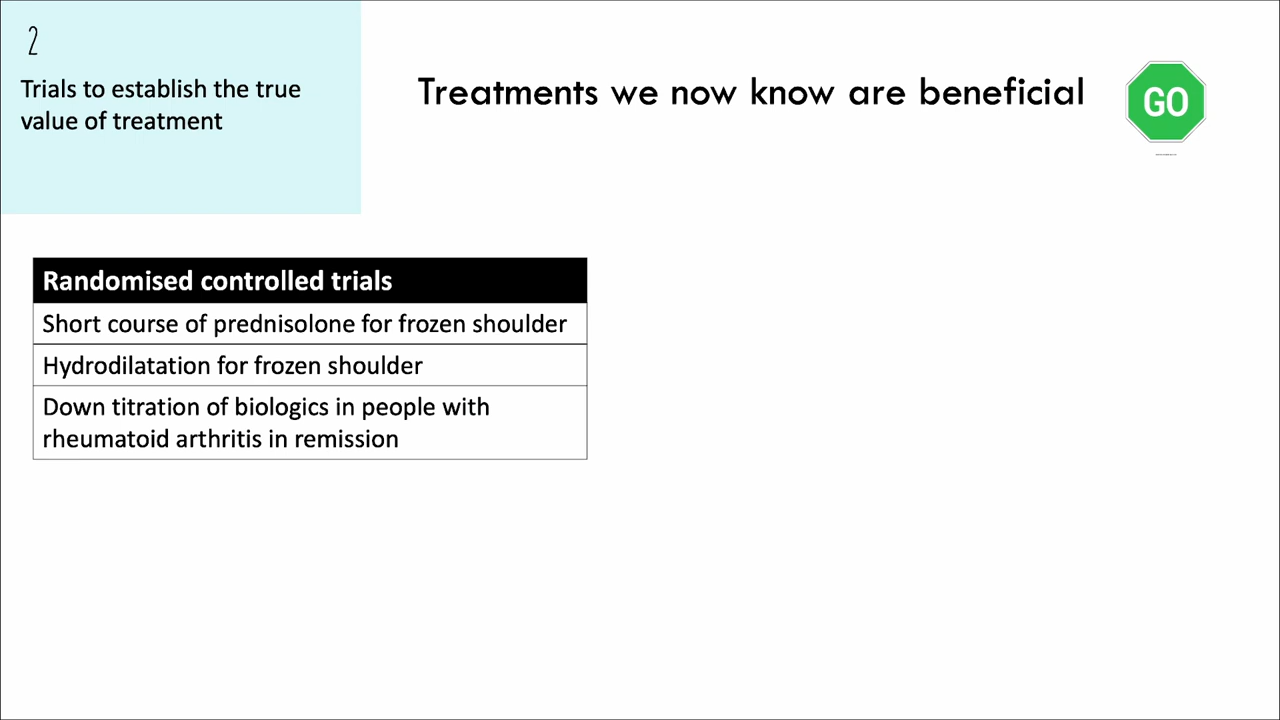 2
Trials to establish the true
value of treatment
Treatments we now know are beneficial
GO
Randomised controlled trials
Short course of prednisolone for frozen shoulder
Hydrodilatation for frozen shoulder
Down titration of biologics in people with
rheumatoid arthritis in remission